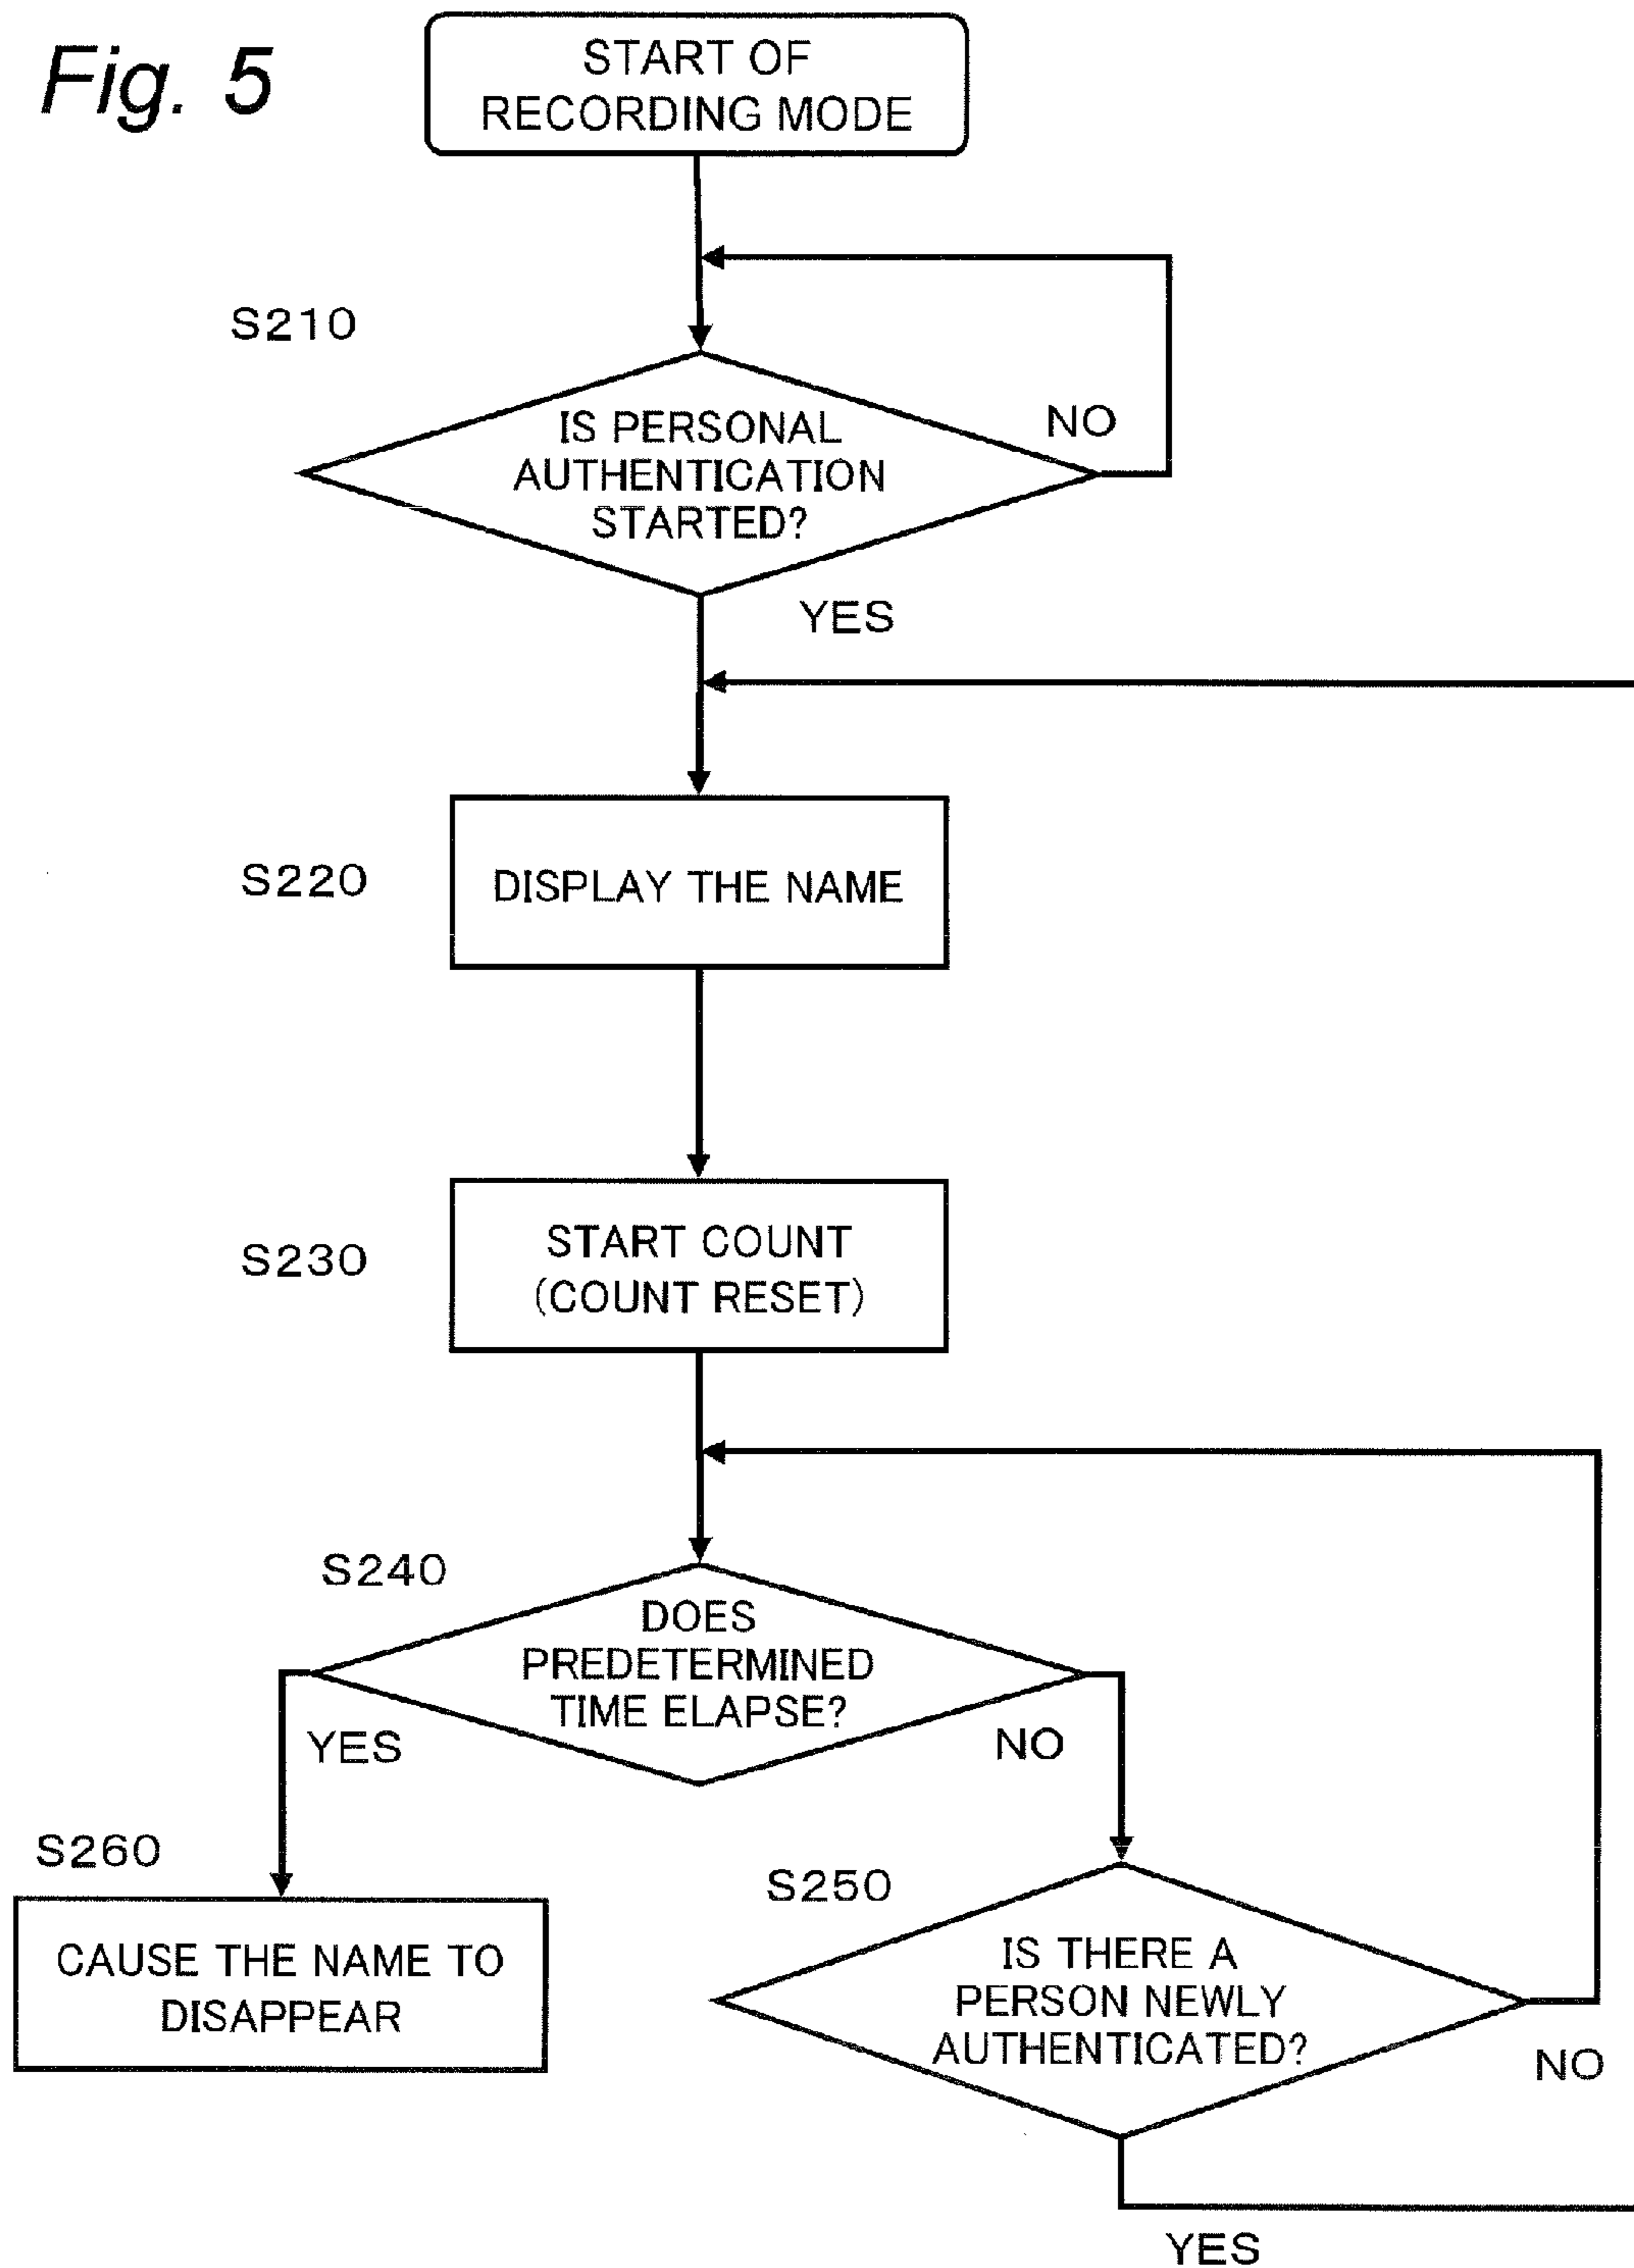 Fig. 5
START OF
RECORDING MODE
S210
IS PERSONAL
AUTHENTICATION
STARTED?
NO
YES
S220
DISPLAY THE NAME
S230
START COUNT
(COUNT RESET)
S240
DOES
PREDETERMINED
TIME ELAPSE?
YES
NO
S260
CAUSE THE NAME TO
DISAPPEAR
S250
IS THERE A
PERSON NEWLY
AUTHENTICATED?
NO
YES